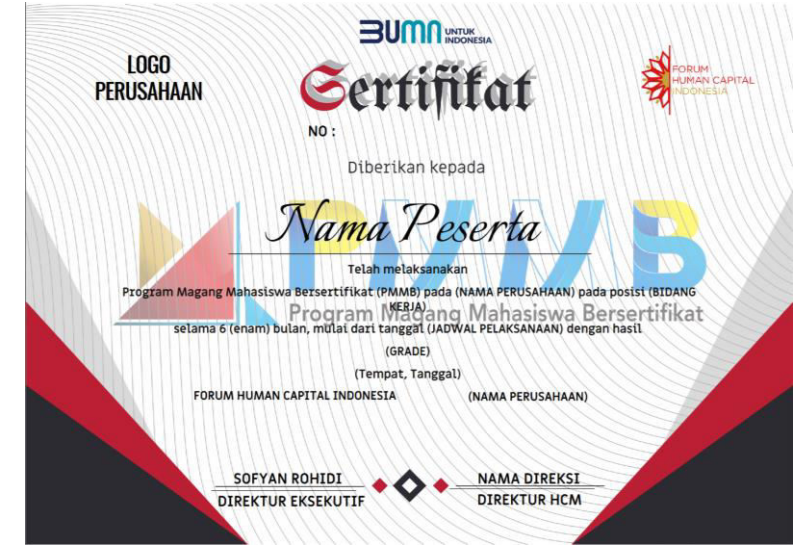 BUMN UNTUK
INDONESIA
LOGO
PERUSAHAAN
Sertifikat
FORUM
HUMAN CAPITAL
INDONESIA
NO :
Diberikan kepada
PMMB
Nama Peserta
Telah melaksanakan
Program Magang Mahasiswa Bersertifikat (PMMB) pada (NAMA PERUSAHAAN) pada posisi (BIDANG
KERJA)
Program Magang Mahasiswa Bersertifikat
selama 6 (enam) bulan, mulai dari tanggal (JADWAL PELAKSANAAN) dengan hasil
(GRADE)
(Tempat, Tanggal)
FORUM HUMAN CAPITAL INDONESIA (NAMA PERUSAHAAN)
SOFYAN ROHIDI NAMA DIREKSI
DIREKTUR EKSEKUTIF DIREKTUR HCM